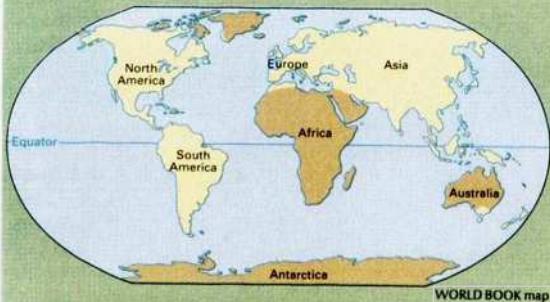 North
America
Europe
Asia
Africa
Equator
South
America
Australia
Antarctica
WORLD BOOK map